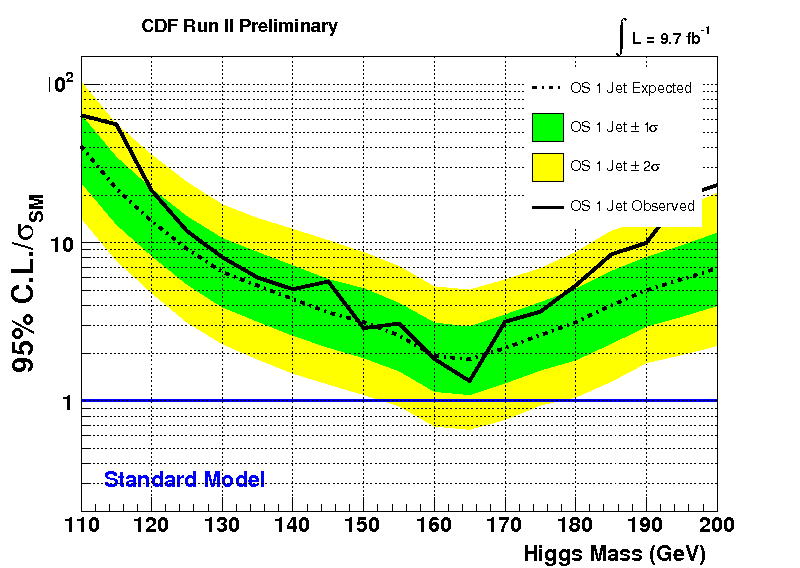 CDF Run II Preliminary
∫ L = 9.7 fb⁻¹
10²
10
1
95% C.L./σSM
OS 1 Jet Expected
OS 1 Jet ± 1σ
OS 1 Jet ± 2σ
OS 1 Jet Observed
Standard Model
110 120 130 140 150 160 170 180 190 200
Higgs Mass (GeV)